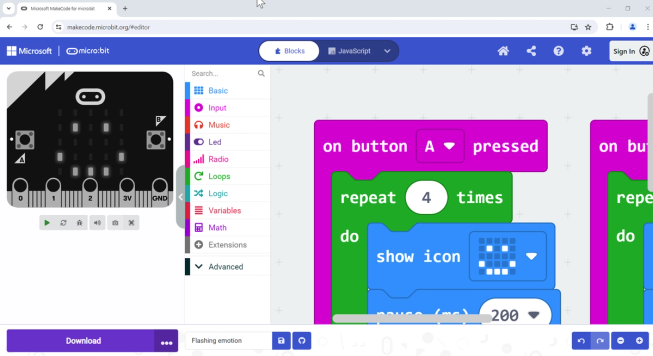 Microsoft MakeCode for micro:bit
makecode.microbit.org/#editor
Microsoft
micro:bit
Blocks
JavaScript
Sign In
Search...
Basic
Input
Music
Led
Radio
Loops
Logic
Variables
Math
Extensions
Advanced
A
B
0 1 2 3V GND
on button A pressed
repeat 4 times
do
show icon
pause (ms) 200
on bu
repe
do
Download
Flashing emotion